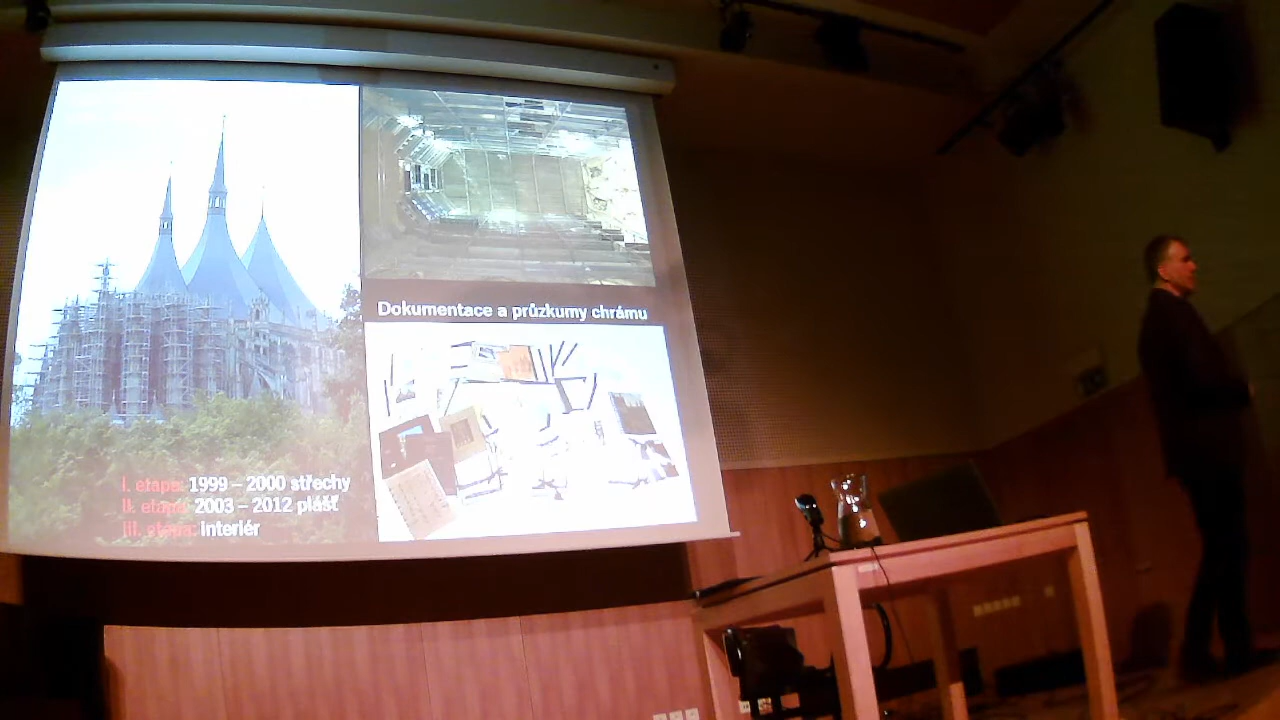 I. etapa: 1999 – 2000 střechy
II. etapa: 2003 – 2012 plášť
III. etapa: Interiér
Dokumentace a průzkumy chrámu